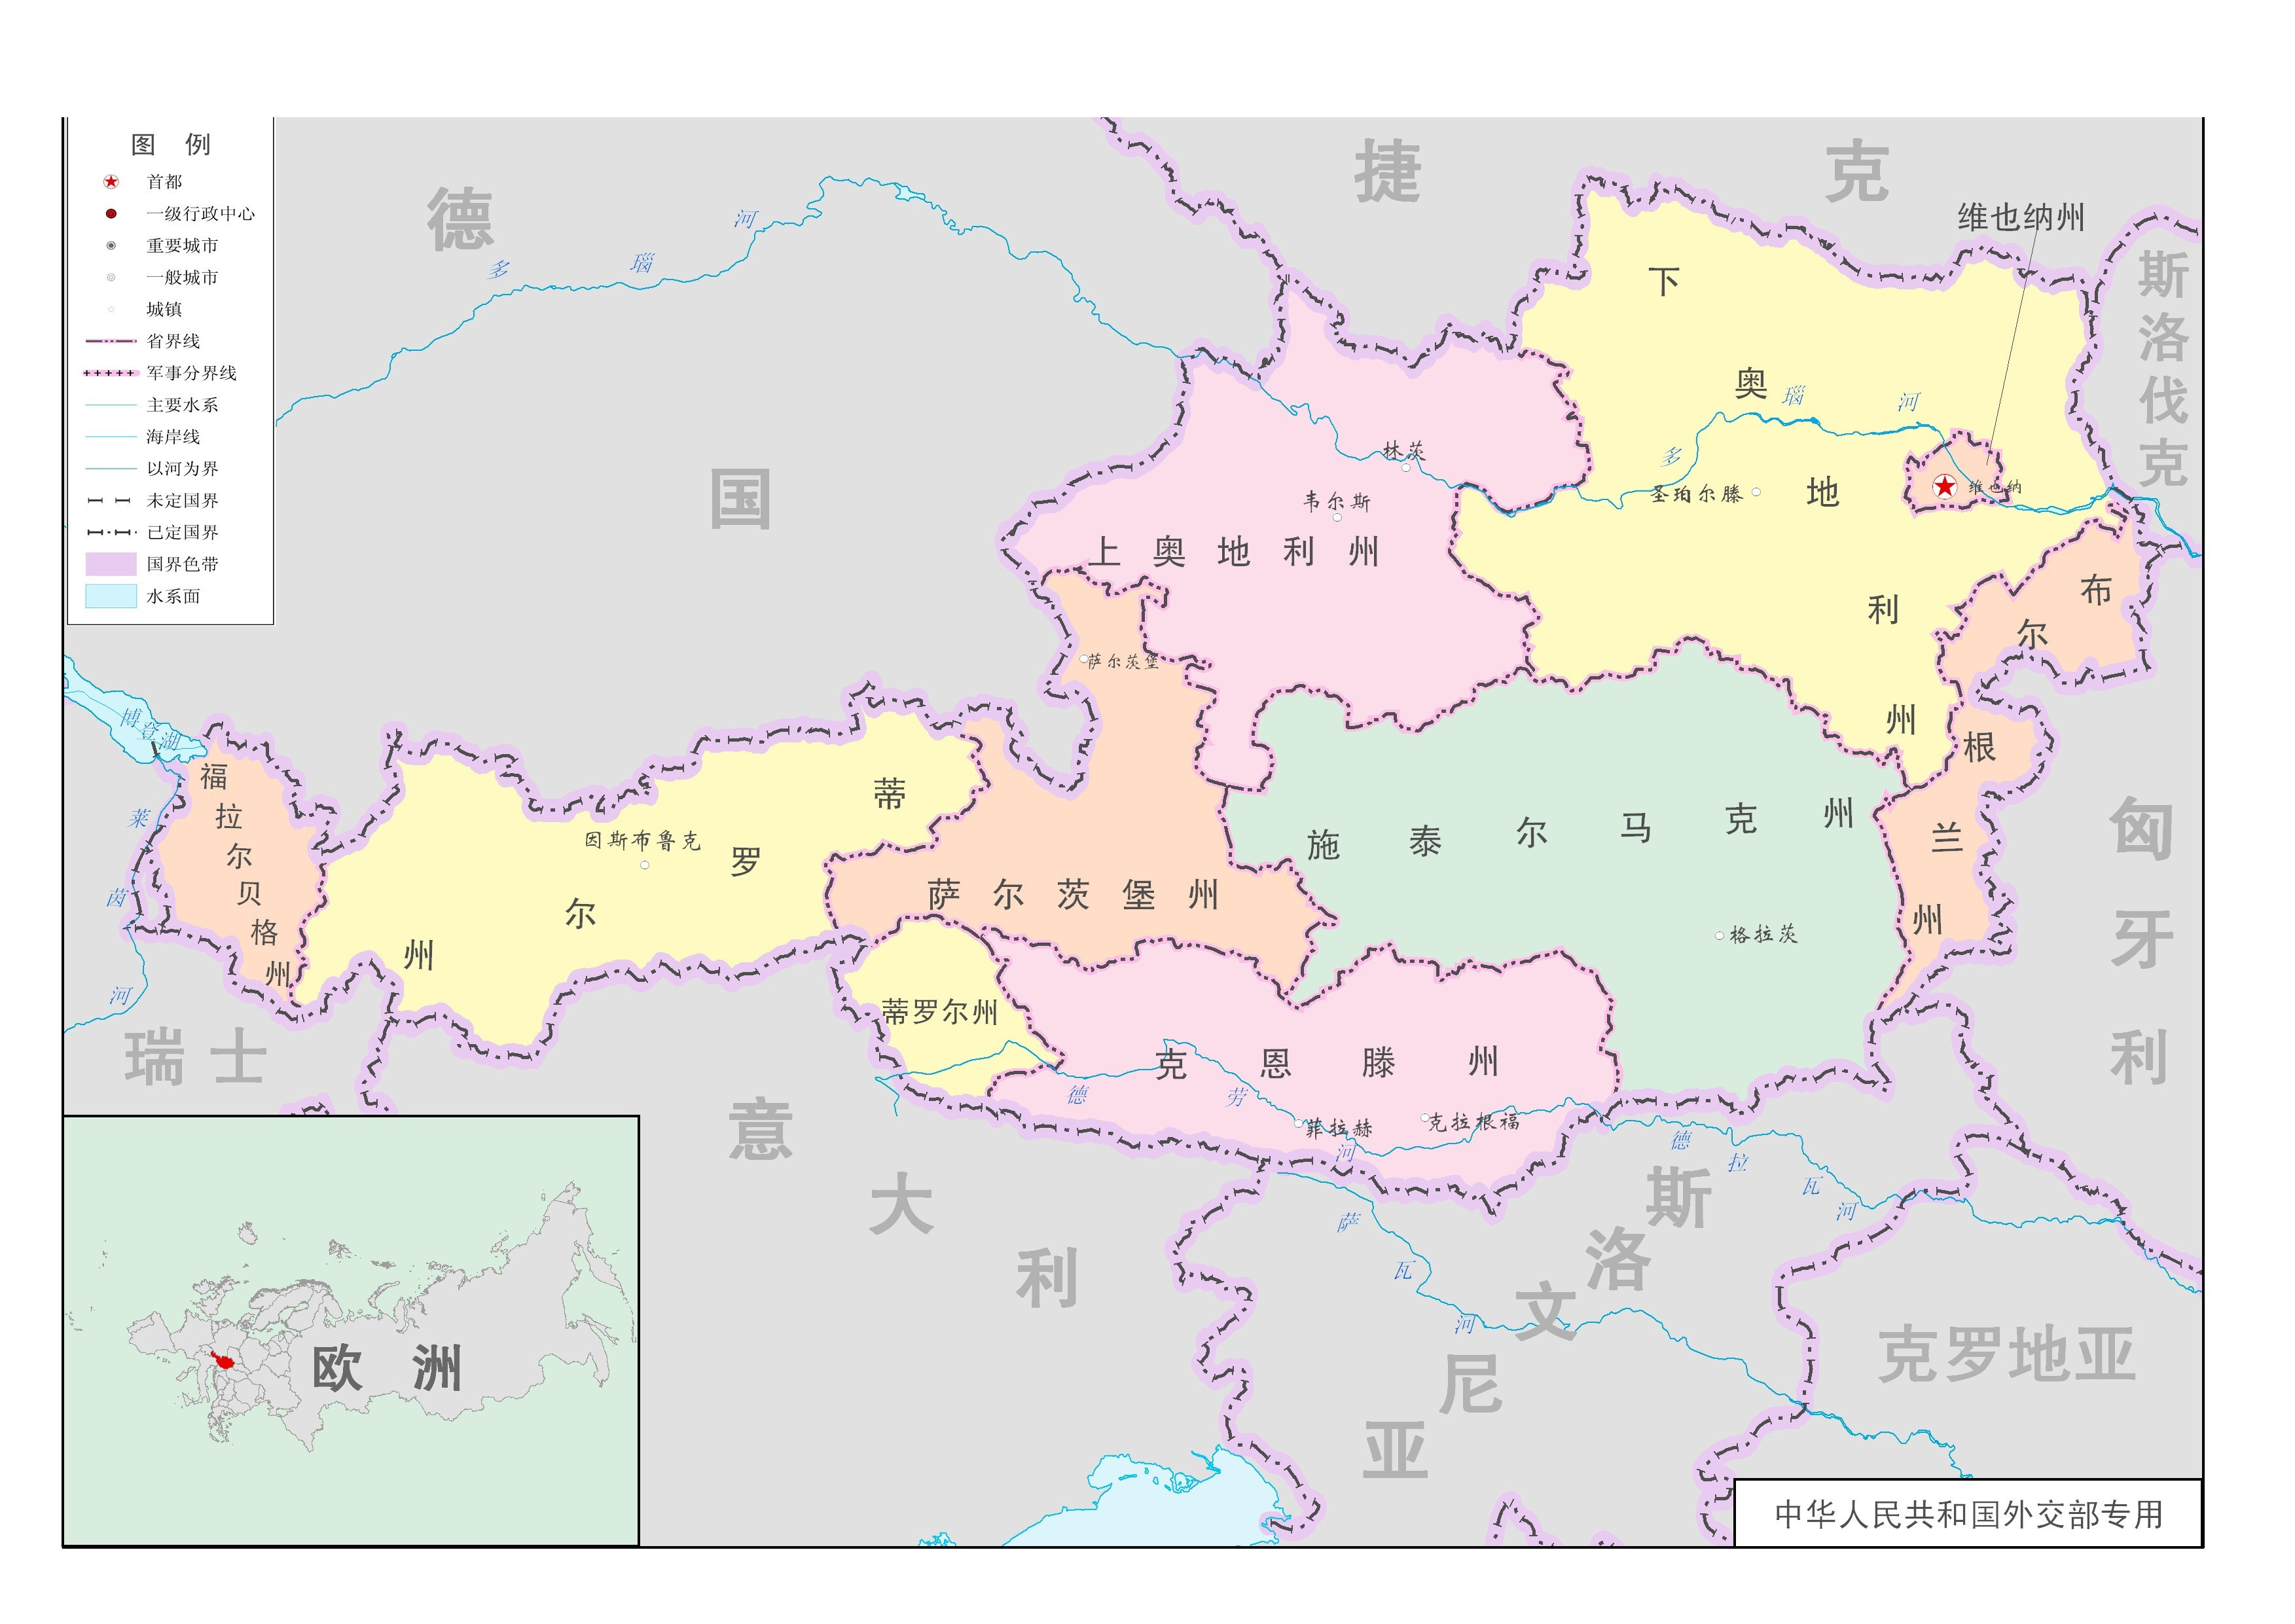 图 例
首都
一级行政中心
重要城市
一般城市
城镇
省界线
军事分界线
主要水系
海岸线
以河为界
未定国界
已定国界
国界色带
水系面
德国
捷克
斯洛伐克
匈牙利
克罗地亚
斯洛文尼亚
意大利
瑞士
多瑙河
维也纳州
下奥地利州
多瑙河
林茨
韦尔斯
圣珀尔滕
维也纳
上奥地利州
布尔根兰州
萨尔茨堡
博登湖
福拉尔贝格州
莱茵河
蒂罗尔州
因斯布鲁克
萨尔茨堡州
施泰尔马克州
格拉茨
蒂罗尔州
克恩滕州
德劳河
菲拉赫
克拉根福
德拉瓦河
萨瓦河
欧 洲
中华人民共和国外交部专用